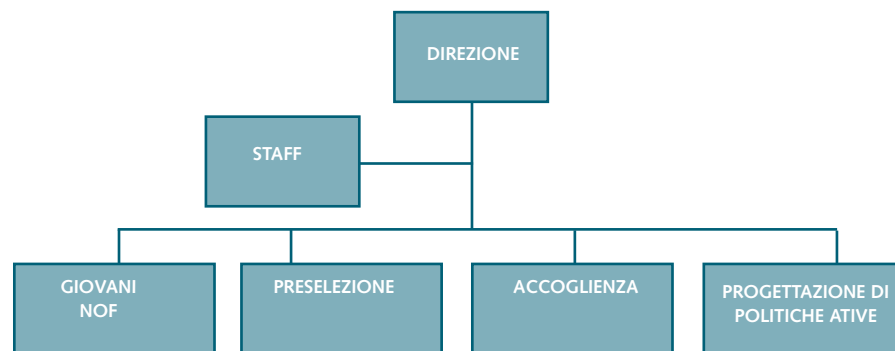 DIREZIONE
STAFF
GIOVANI
NOF
PRESELEZIONE
ACCOGLIENZA
PROGETTAZIONE DI
POLITICHE ATIVE